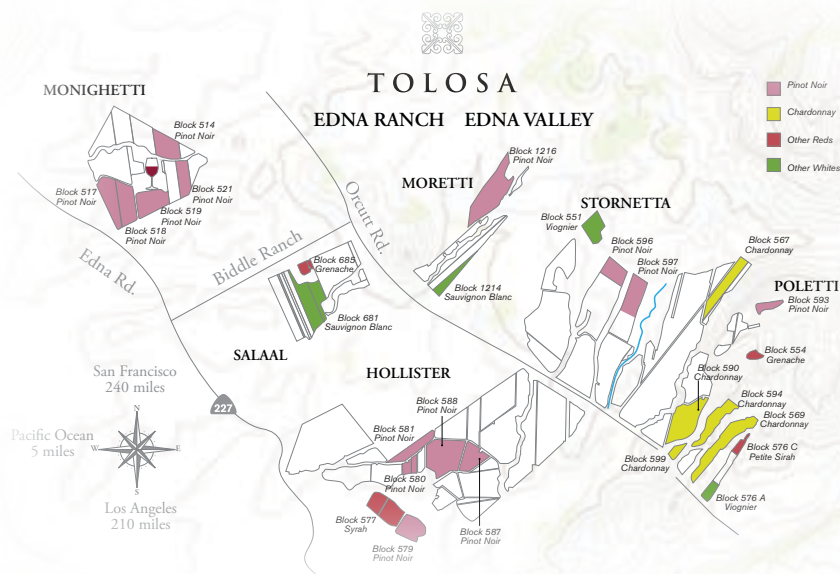 TOLOSA
EDNA RANCH EDNA VALLEY
Pinot Noir
Chardonnay
Other Reds
Other Whites
MONIGHETTI
Block 514
Pinot Noir
Block 517
Pinot Noir
Block 521
Pinot Noir
Block 519
Pinot Noir
Block 518
Pinot Noir
Edna Rd.
Biddle Ranch
Orcutt Rd.
MORETTI
Block 1216
Pinot Noir
Block 1214
Sauvignon Blanc
STORNETTA
Block 551
Viognier
Block 596
Pinot Noir
Block 597
Pinot Noir
Block 567
Chardonnay
POLETTI
Block 593
Pinot Noir
Block 554
Grenache
Block 590
Chardonnay
Block 594
Chardonnay
Block 569
Chardonnay
Block 599
Chardonnay
Block 576 C
Petite Sirah
Block 576 A
Viognier
Block 685
Grenache
Block 681
Sauvignon Blanc
SALAAL
HOLLISTER
Block 588
Pinot Noir
Block 581
Pinot Noir
Block 580
Pinot Noir
Block 577
Syrah
Block 579
Pinot Noir
Block 587
Pinot Noir
227
San Francisco
240 miles
N
Pacific Ocean
5 miles
W
E
S
Los Angeles
210 miles